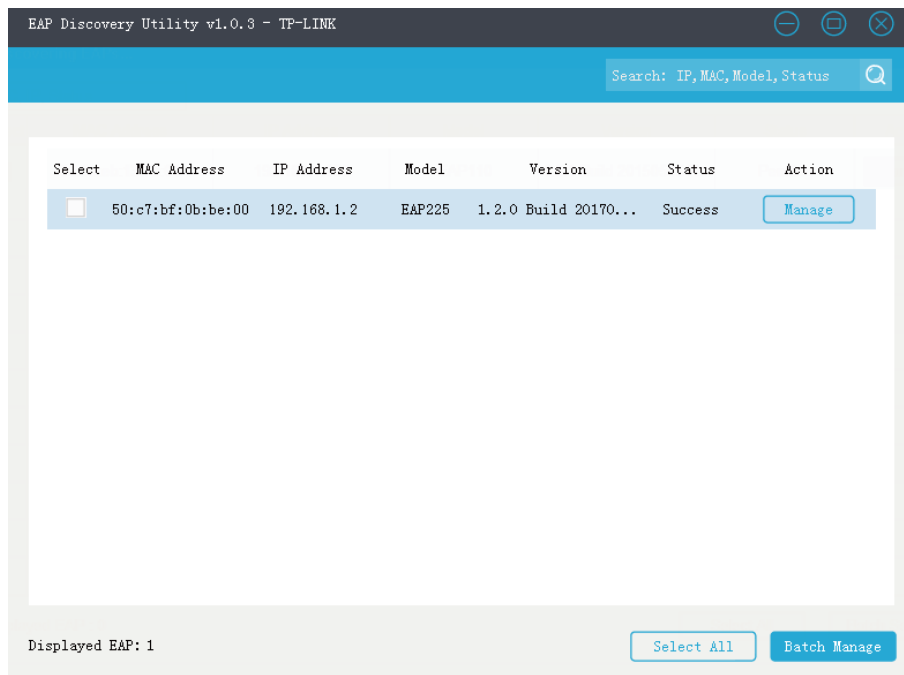 EAP Discovery Utility v1.0.3 - TP-LINK
Search: IP,MAC,Model,Status
Select MAC Address IP Address Model Version Status Action
50:c7:bf:0b:be:00 192.168.1.2 EAP225 1.2.0 Build 20170... Success Manage
Displayed EAP: 1 Select All Batch Manage